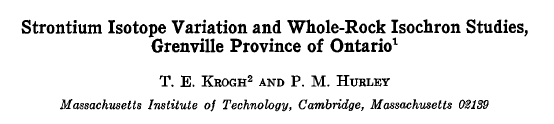 Strontium Isotope Variation and Whole-Rock Isochron Studies,
Grenville Province of Ontario¹
T. E. Krogh² and P. M. Hurley
Massachusetts Institute of Technology, Cambridge, Massachusetts 02139